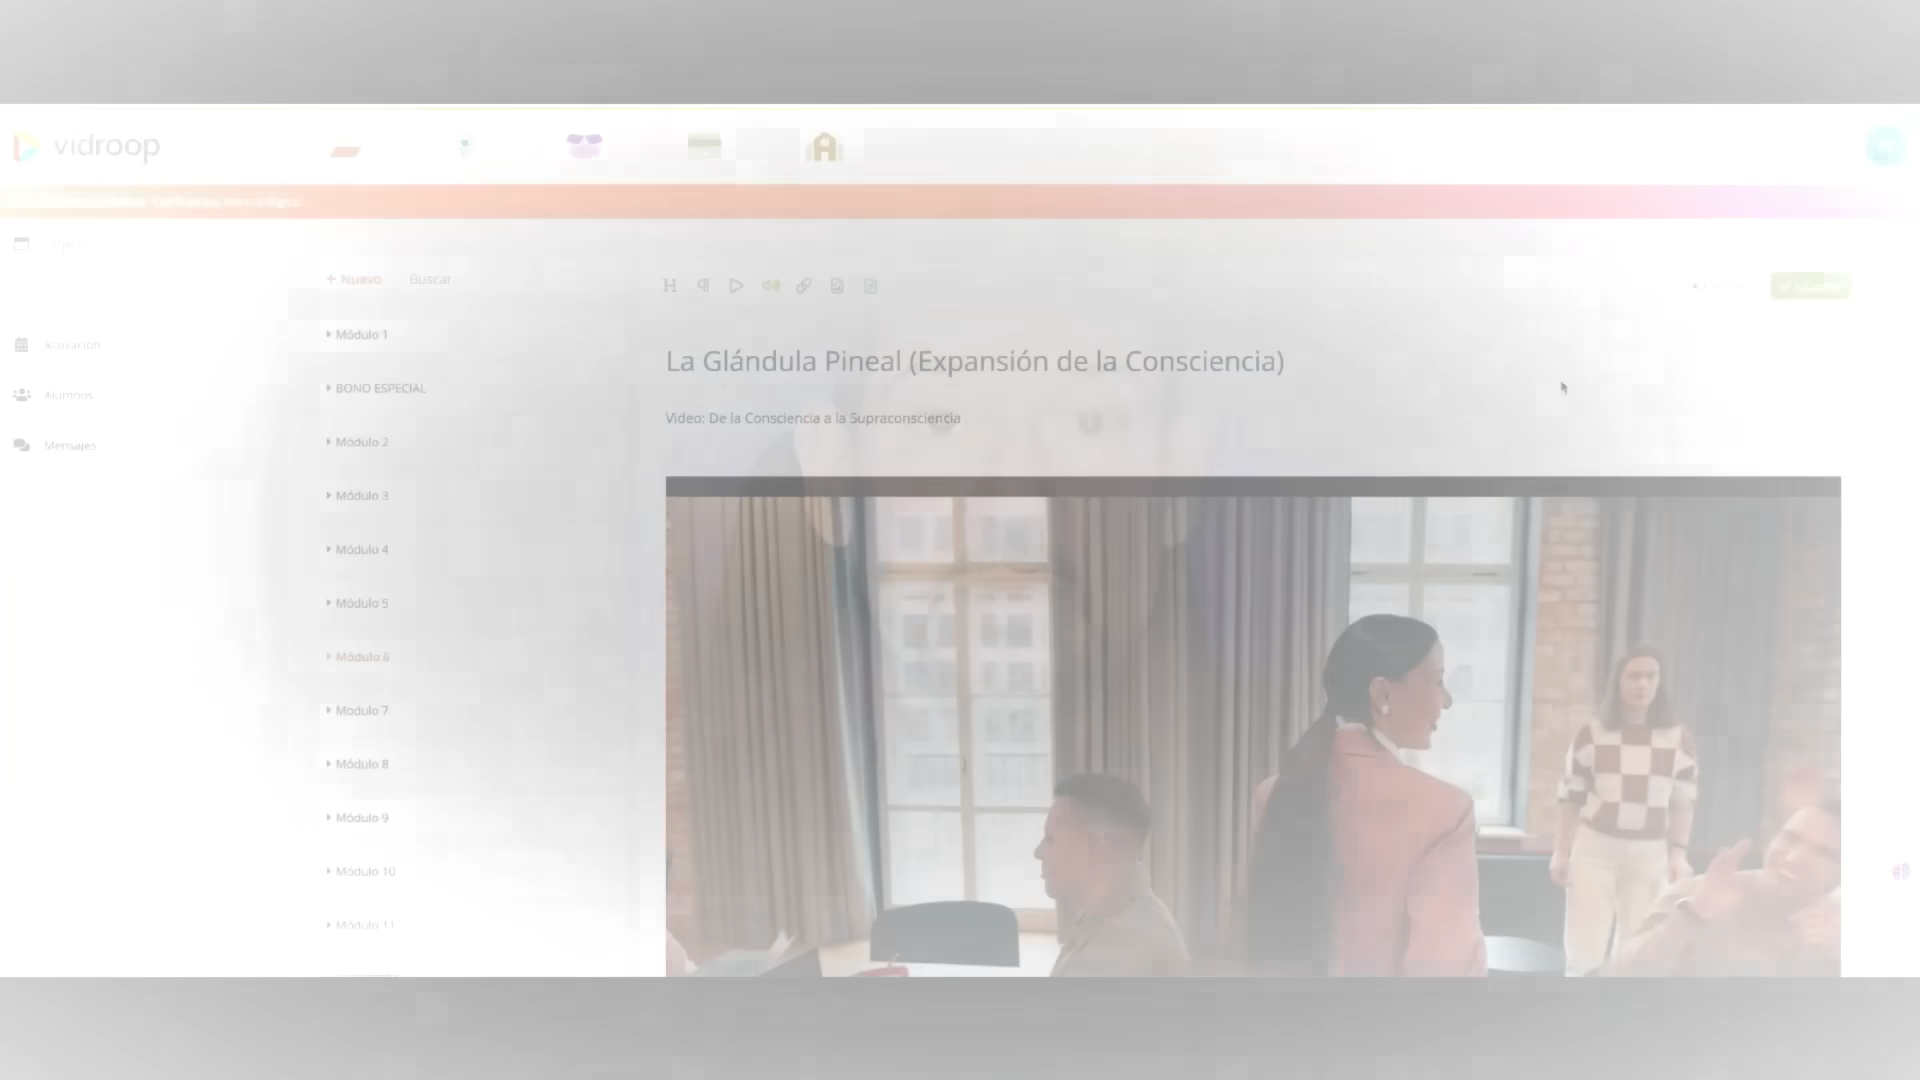 vidroop
+ Nuevo
Buscar
Activación
Alumnos
Mensajes
Módulo 1
BONO ESPECIAL
Módulo 2
Módulo 3
Módulo 4
Módulo 5
Módulo 6
Módulo 7
Módulo 8
Módulo 9
Módulo 10
Módulo 11
H
La Glándula Pineal (Expansión de la Consciencia)
Video: De la Consciencia a la Supraconsciencia